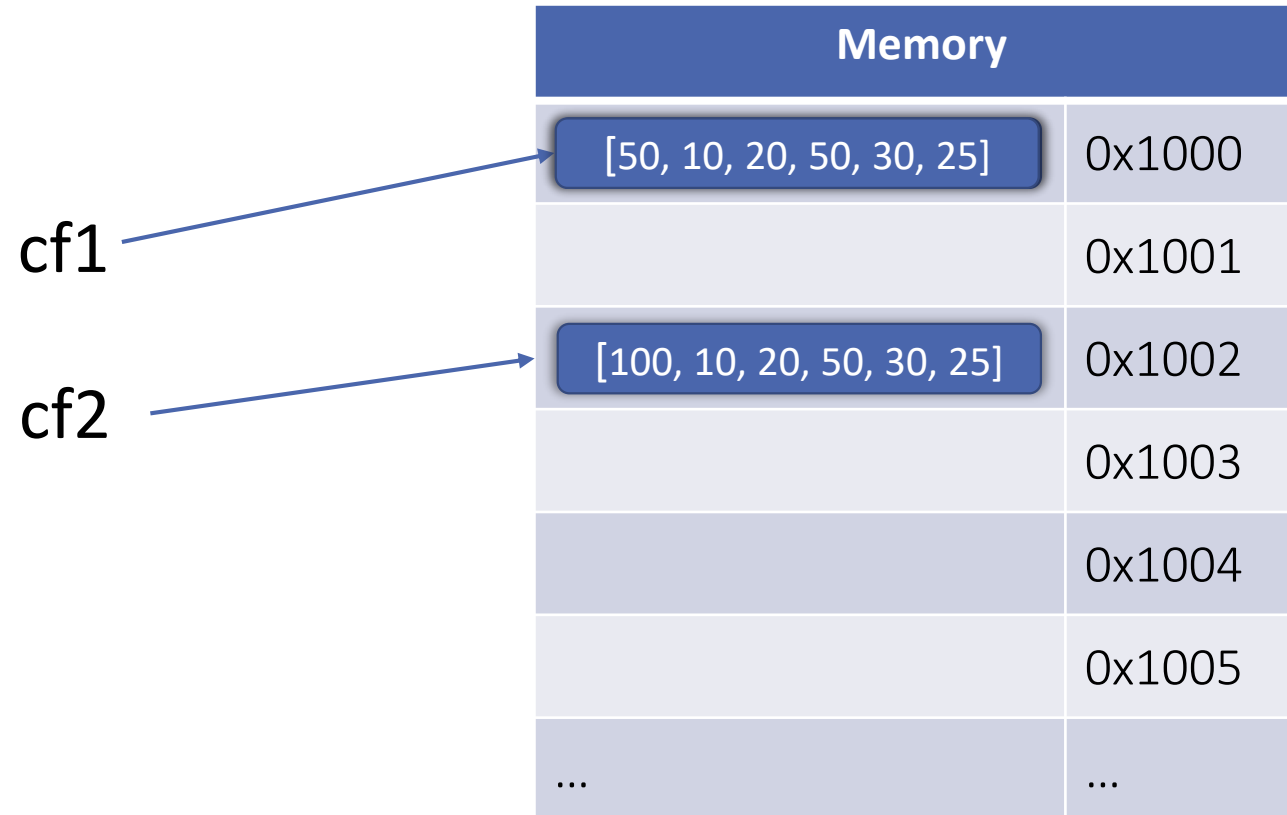 Memory
[50, 10, 20, 50, 30, 25] 0x1000
cf1
0x1001
[100, 10, 20, 50, 30, 25] 0x1002
cf2
0x1003
0x1004
0x1005
... ...